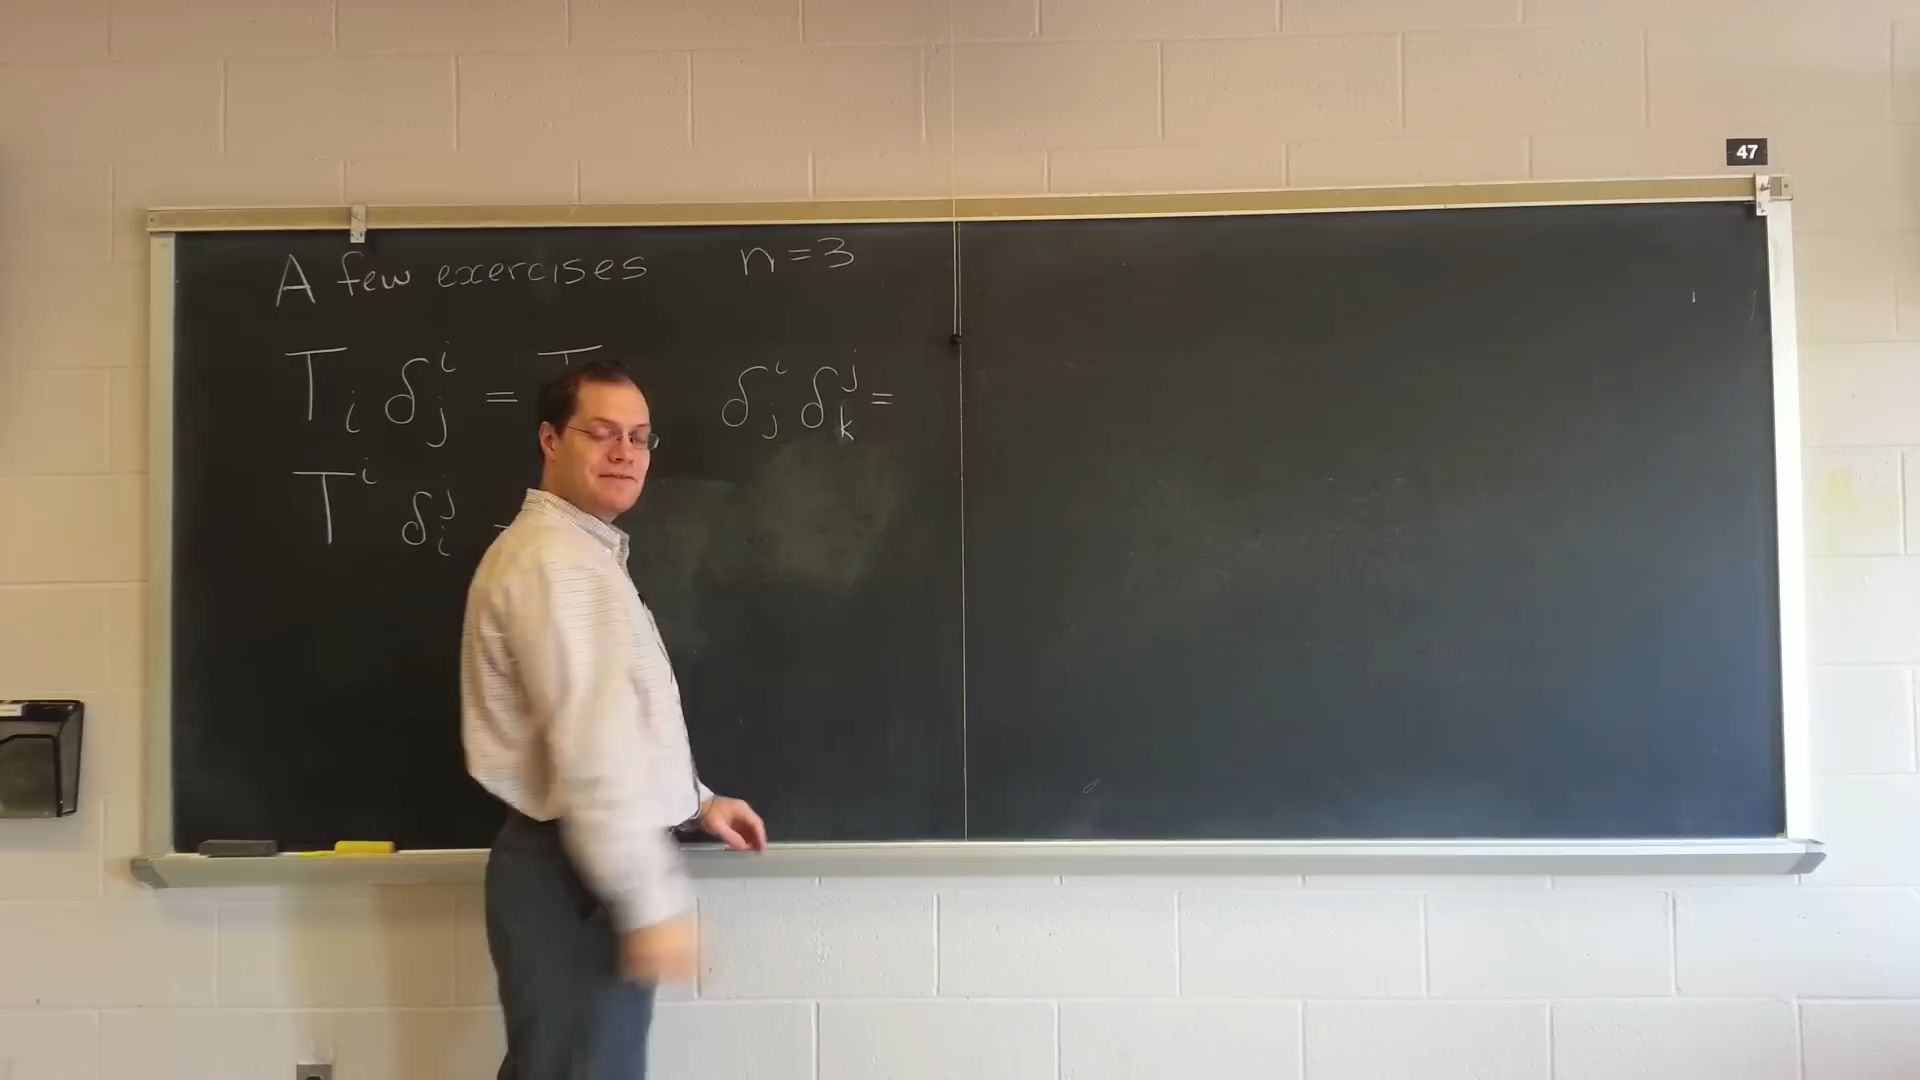 A few exercises n=3
T_i δ^i_j = T δ^i_j δ^j_k =
T^i δ^j_i
47